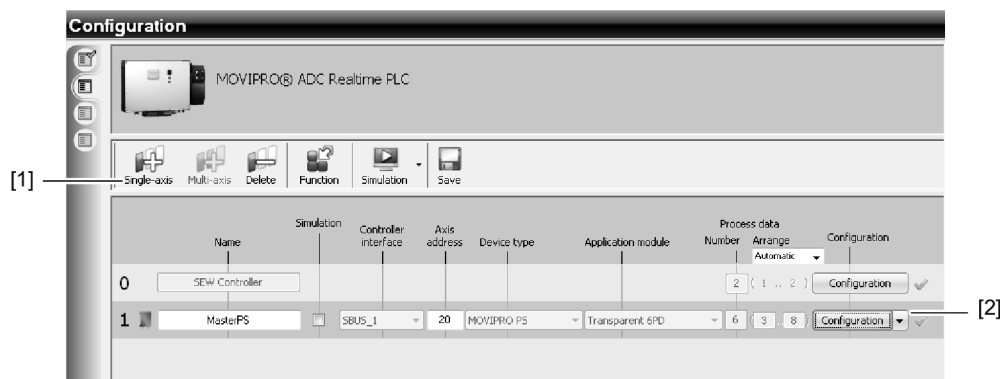 Configuration
MOVIPRO® ADC Realtime PLC
[1]
Single-axis Multi-axis Delete Function Simulation Save
Name Simulation Controller interface Axis address Device type Application module Process data Number Arrange Configuration
Automatic
0 SEW Controller 2 ( 1 .. 2 ) Configuration
1 MasterPS SBUS_1 20 MOVIPRO PS Transparent 6PD 6 ( 3 .. 8 ) Configuration
[2]